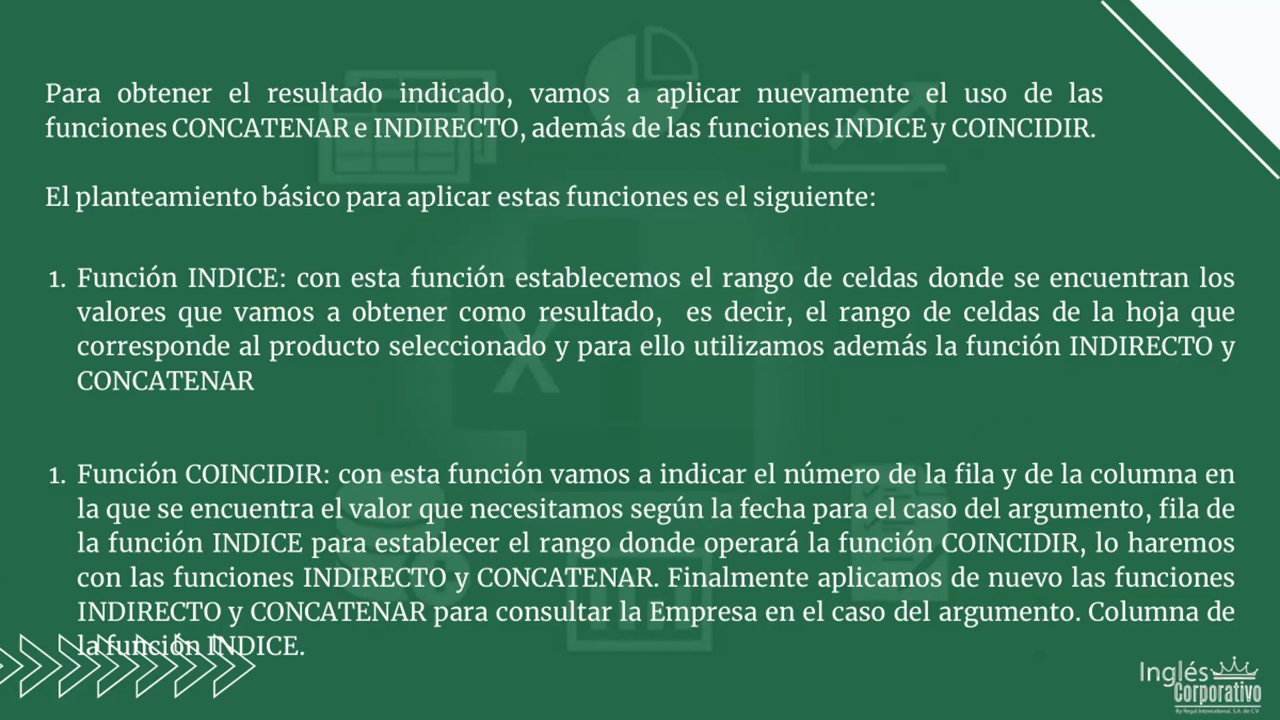 Para obtener el resultado indicado, vamos a aplicar nuevamente el uso de las
funciones CONCATENAR e INDIRECTO, además de las funciones INDICE y COINCIDIR.
El planteamiento básico para aplicar estas funciones es el siguiente:
1. Función INDICE: con esta función establecemos el rango de celdas donde se encuentran los
valores que vamos a obtener como resultado, es decir, el rango de celdas de la hoja que
corresponde al producto seleccionado y para ello utilizamos además la función INDIRECTO y
CONCATENAR
1. Función COINCIDIR: con esta función vamos a indicar el número de la fila y de la columna en
la que se encuentra el valor que necesitamos según la fecha para el caso del argumento, fila de
la función INDICE para establecer el rango donde operará la función COINCIDIR, lo haremos
con las funciones INDIRECTO y CONCATENAR. Finalmente aplicamos de nuevo las funciones
INDIRECTO y CONCATENAR para consultar la Empresa en el caso del argumento. Columna de
la función INDICE.
X
Inglés
Corporativo
By Regal International, S.A. de C.V.